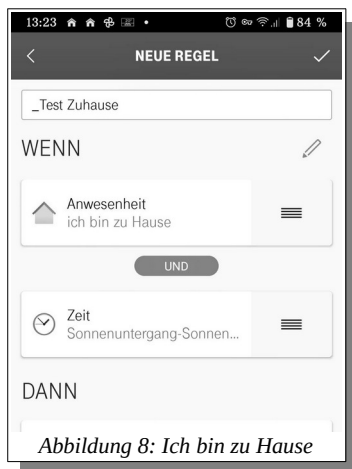 13:23 84 %
NEUE REGEL
_Test Zuhause
WENN
Anwesenheit
ich bin zu Hause
UND
Zeit
Sonnenuntergang-Sonnen...
DANN
Abbildung 8: Ich bin zu Hause